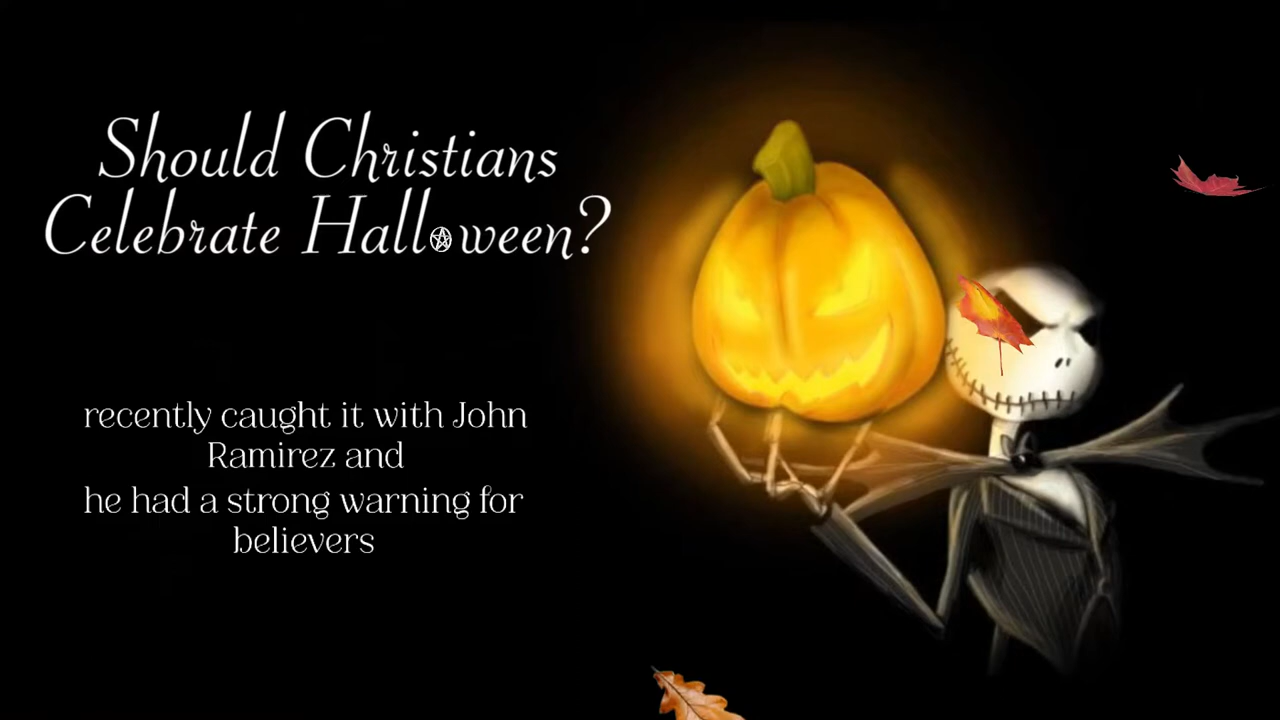 Should Christians
Celebrate Halloween?
recently caught it with John
Ramirez and
he had a strong warning for
believers